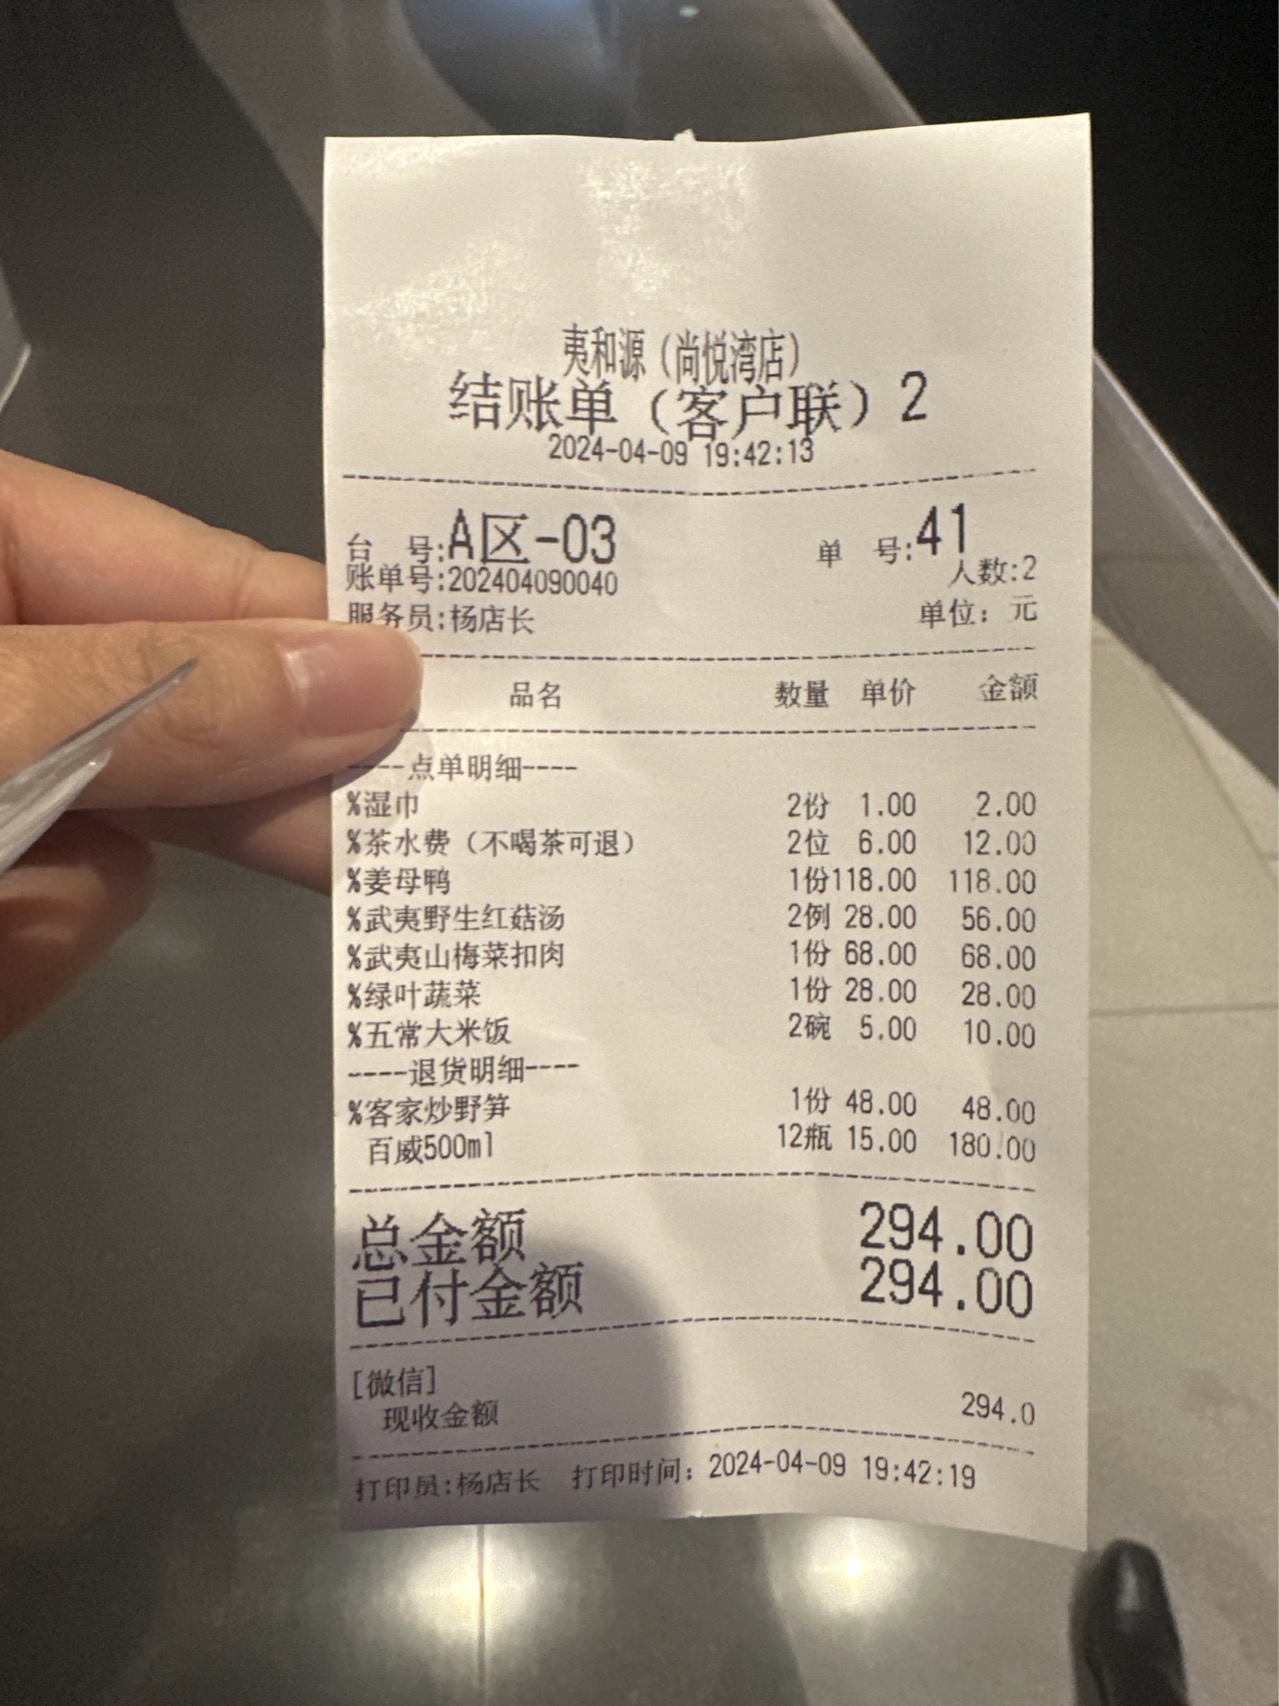 夷和源（尚悦湾店）
结账单（客户联）2
2024-04-09 19:42:13
台 号:A区-03 单 号:41
账单号:202404090040 人数:2
服务员:杨店长 单位：元
品名 数量 单价 金额
----点单明细----
%湿巾 2份 1.00 2.00
%茶水费（不喝茶可退） 2位 6.00 12.00
%姜母鸭 1份118.00 118.00
%武夷野生红菇汤 2例 28.00 56.00
%武夷山梅菜扣肉 1份 68.00 68.00
%绿叶蔬菜 1份 28.00 28.00
%五常大米饭 2碗 5.00 10.00
----退货明细----
%客家炒野笋 1份 48.00 48.00
百威500ml 12瓶 15.00 180.00
总金额 294.00
已付金额 294.00
[微信]
现收金额 294.0
打印员:杨店长 打印时间：2024-04-09 19:42:19